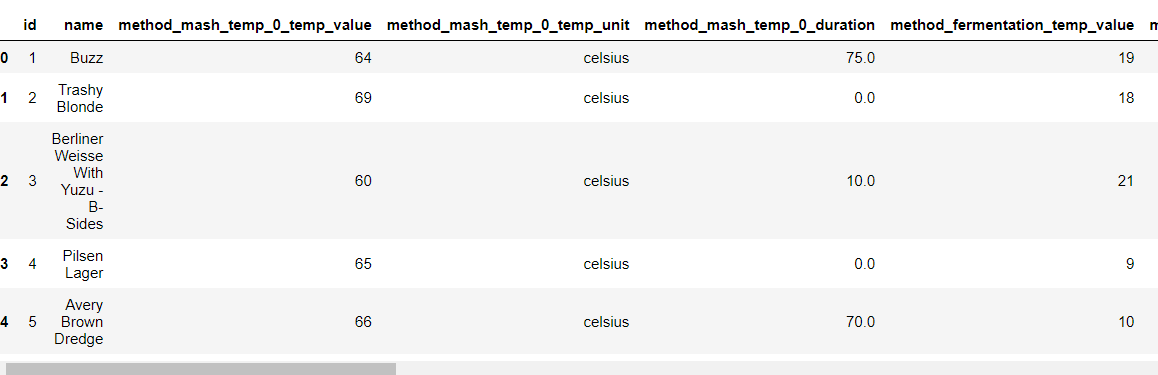 id name method_mash_temp_0_temp_value method_mash_temp_0_temp_unit method_mash_temp_0_duration method_fermentation_temp_value m
0 1 Buzz 64 celsius 75.0 19
1 2 Trashy Blonde 69 celsius 0.0 18
2 3 Berliner Weisse With Yuzu - B- Sides 60 celsius 10.0 21
3 4 Pilsen Lager 65 celsius 0.0 9
4 5 Avery Brown Dredge 66 celsius 70.0 10